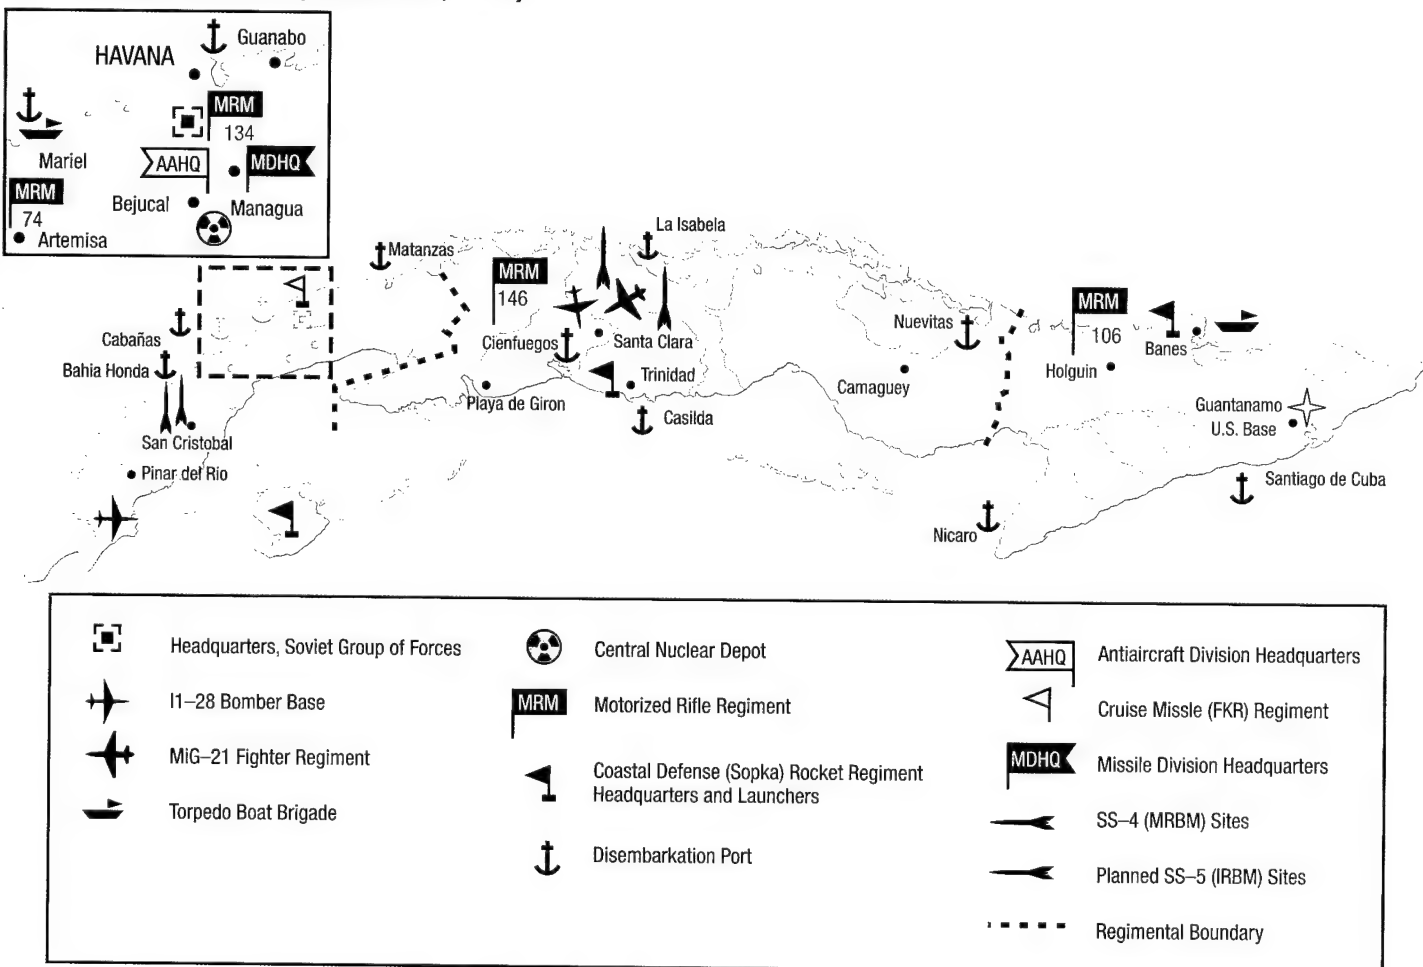 HAVANA
Guanabo
MRM
134
Mariel
AAHQ
MDHQ
MRM
74
Bejucal
Managua
Artemisa
La Isabela
Matanzas
MRM
146
MRM
106
Cabañas
Cienfuegos
Santa Clara
Nuevitas
Banes
Bahia Honda
Trinidad
Holguin
Playa de Giron
Camaguey
Casilda
Guantanamo
U.S. Base
San Cristobal
Pinar del Rio
Santiago de Cuba
Nicaro
Headquarters, Soviet Group of Forces
I1–28 Bomber Base
MiG–21 Fighter Regiment
Torpedo Boat Brigade
Central Nuclear Depot
MRM
Motorized Rifle Regiment
Coastal Defense (Sopka) Rocket Regiment
Headquarters and Launchers
Disembarkation Port
AAHQ
Antiaircraft Division Headquarters
Cruise Missle (FKR) Regiment
MDHQ
Missile Division Headquarters
SS–4 (MRBM) Sites
Planned SS–5 (IRBM) Sites
Regimental Boundary